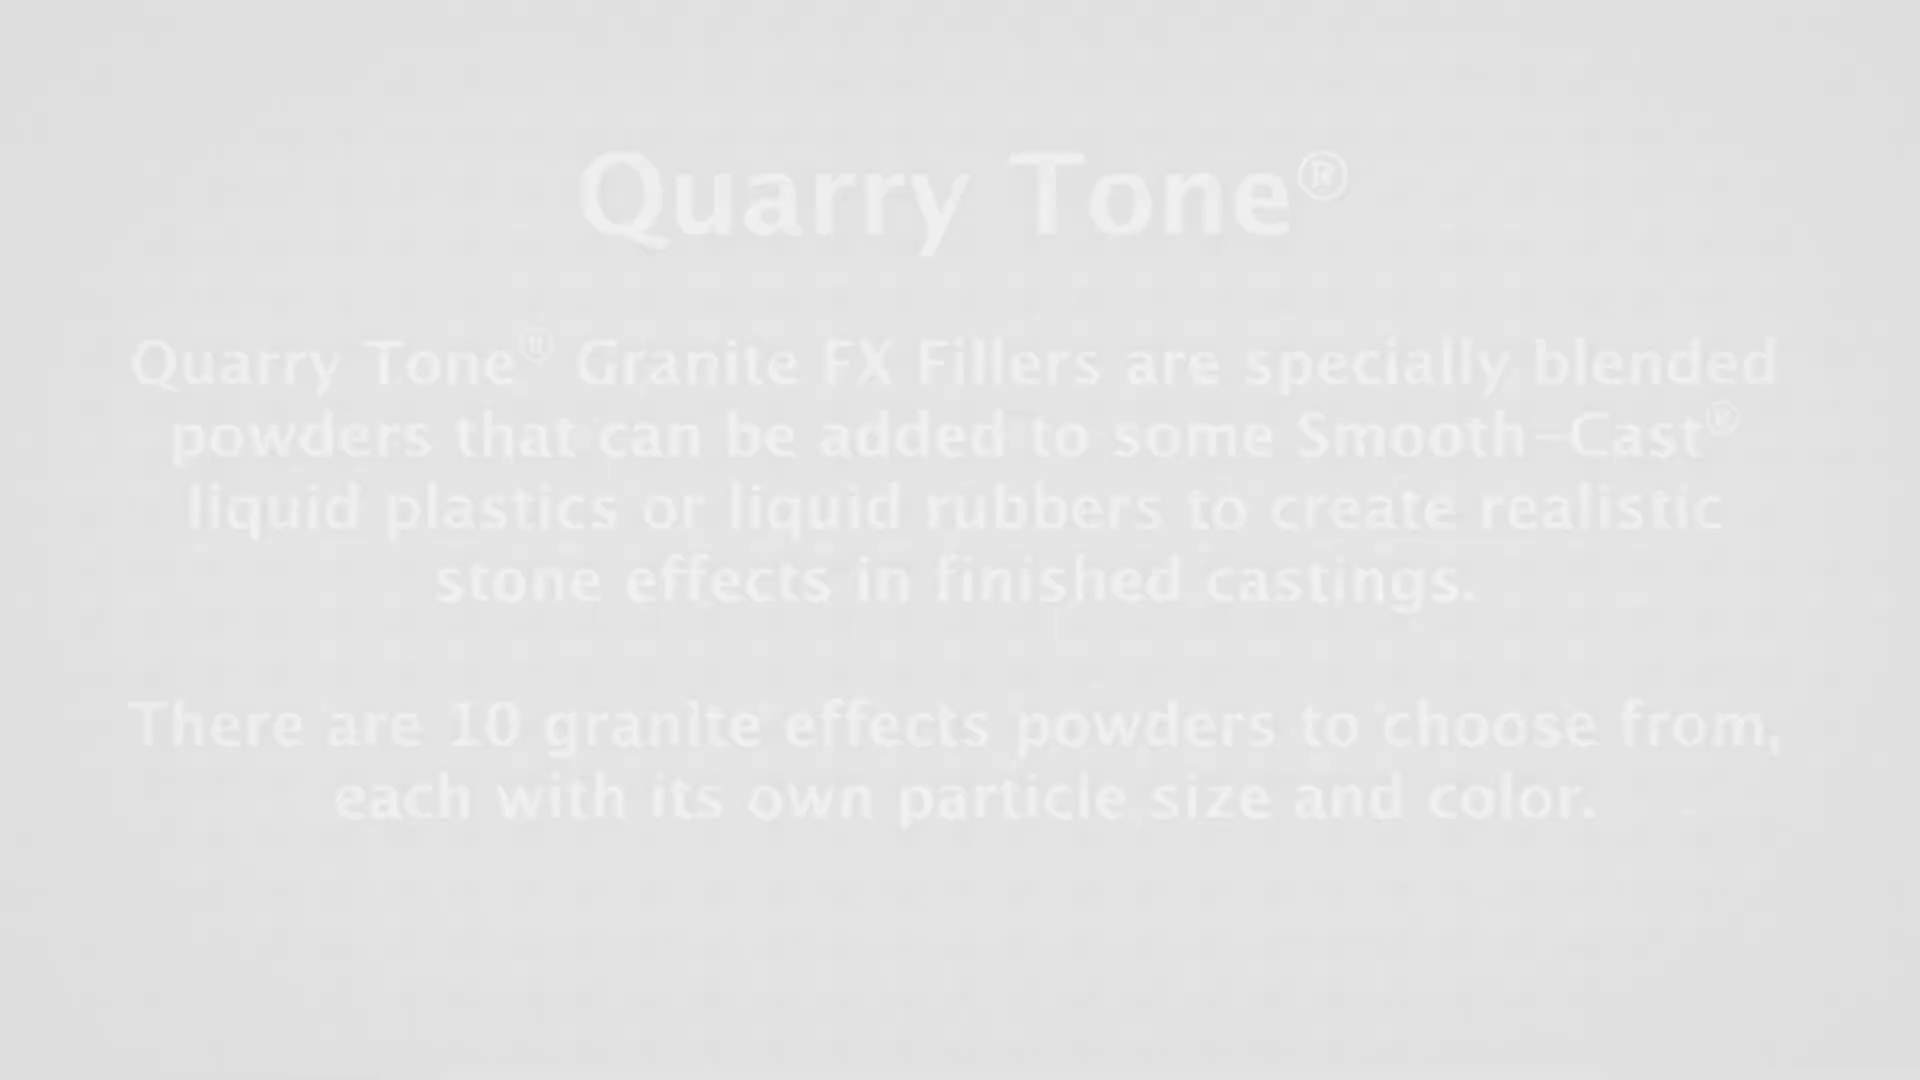 Quarry Tone®
Quarry Tone® Granite FX Fillers are specially blended
powders that can be added to some Smooth-Cast®
liquid plastics or liquid rubbers to create realistic
stone effects in finished castings.
There are 10 granite effects powders to choose from,
each with its own particle size and color.